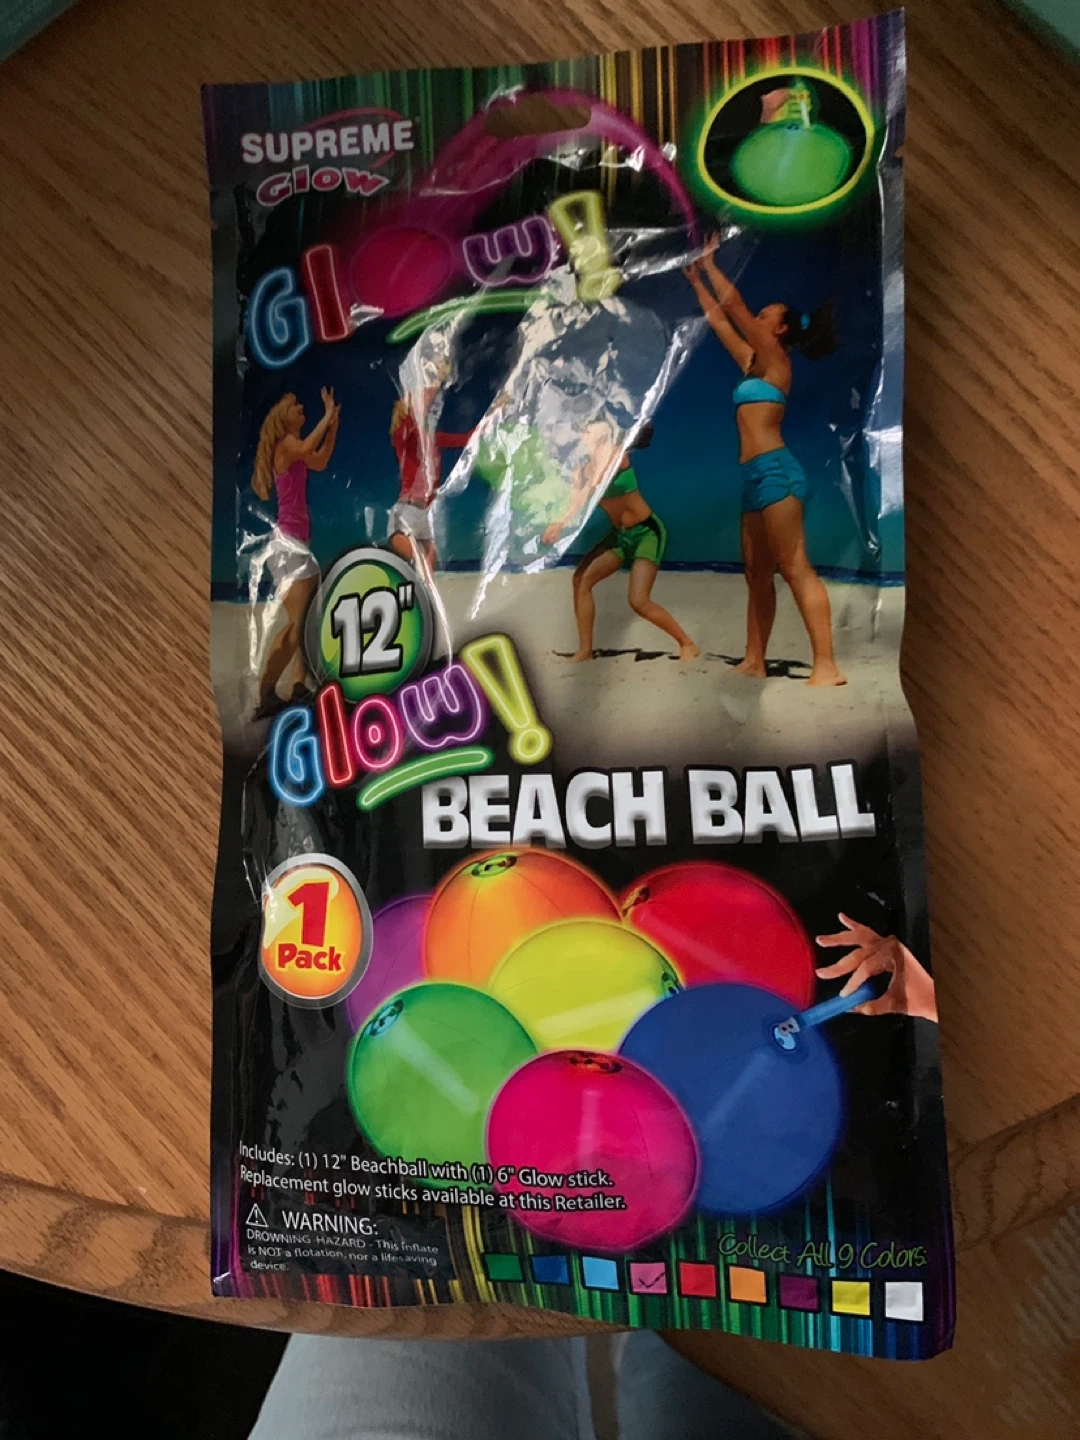 SUPREME
Glow
Glow!
12"
Glow!
BEACH BALL
1
Pack
Includes: (1) 12" Beachball with (1) 6" Glow stick.
Replacement glow sticks available at this Retailer.
WARNING:
DROWNING HAZARD - This inflate
is NOT a flotation, nor a lifesaving
device.
Collect All 9 Colors: